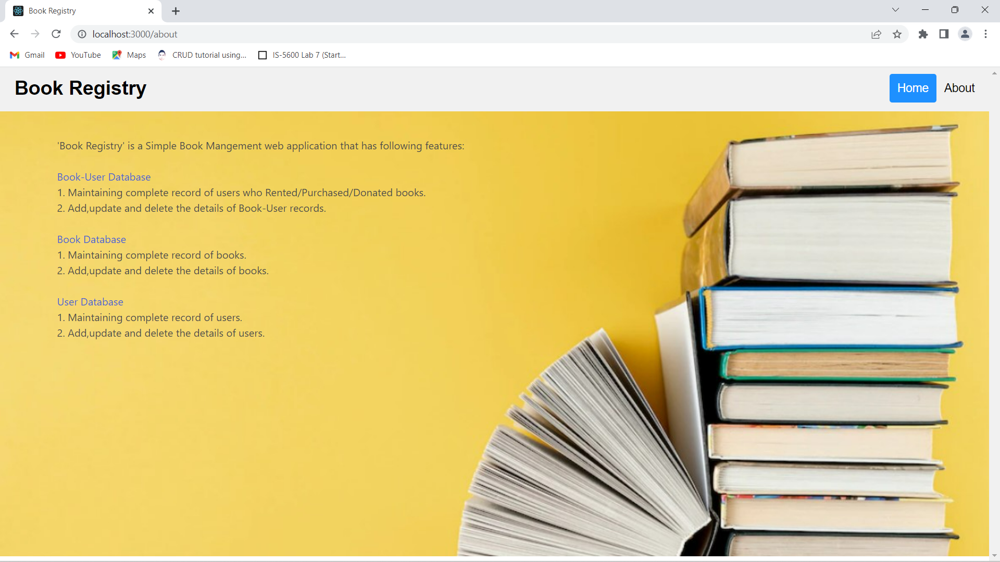 Book Registry
localhost:3000/about
Gmail YouTube Maps CRUD tutorial using... IS-5600 Lab 7 (Start...
Book Registry Home About
'Book Registry' is a Simple Book Mangement web application that has following features:
Book-User Database
1. Maintaining complete record of users who Rented/Purchased/Donated books.
2. Add,update and delete the details of Book-User records.
Book Database
1. Maintaining complete record of books.
2. Add,update and delete the details of books.
User Database
1. Maintaining complete record of users.
2. Add,update and delete the details of users.